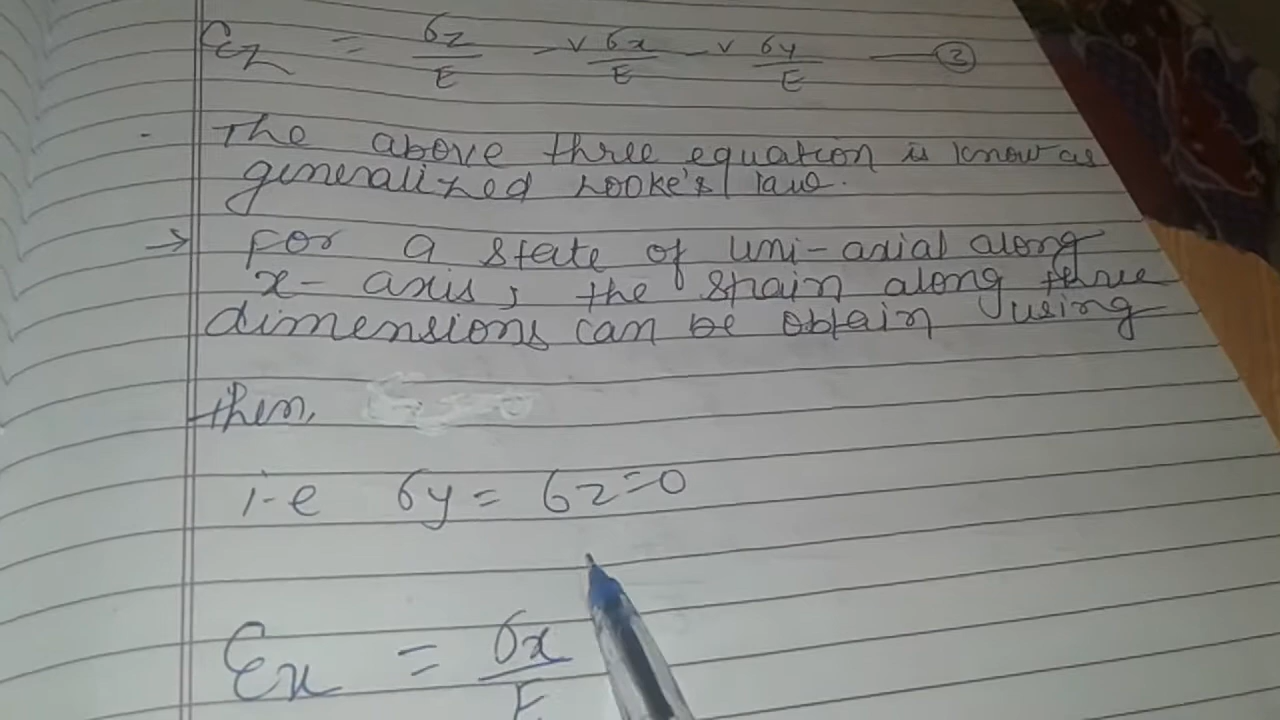 εz = σz/E - ν σx/E - ν σy/E — ③
The above three equation is know as
generalized Hooke's law.
→ For a state of uni-axial along
x-axis, the strain along three
dimensions can be obtain using
then,
i-e σy = σz = 0
εx = σx/E